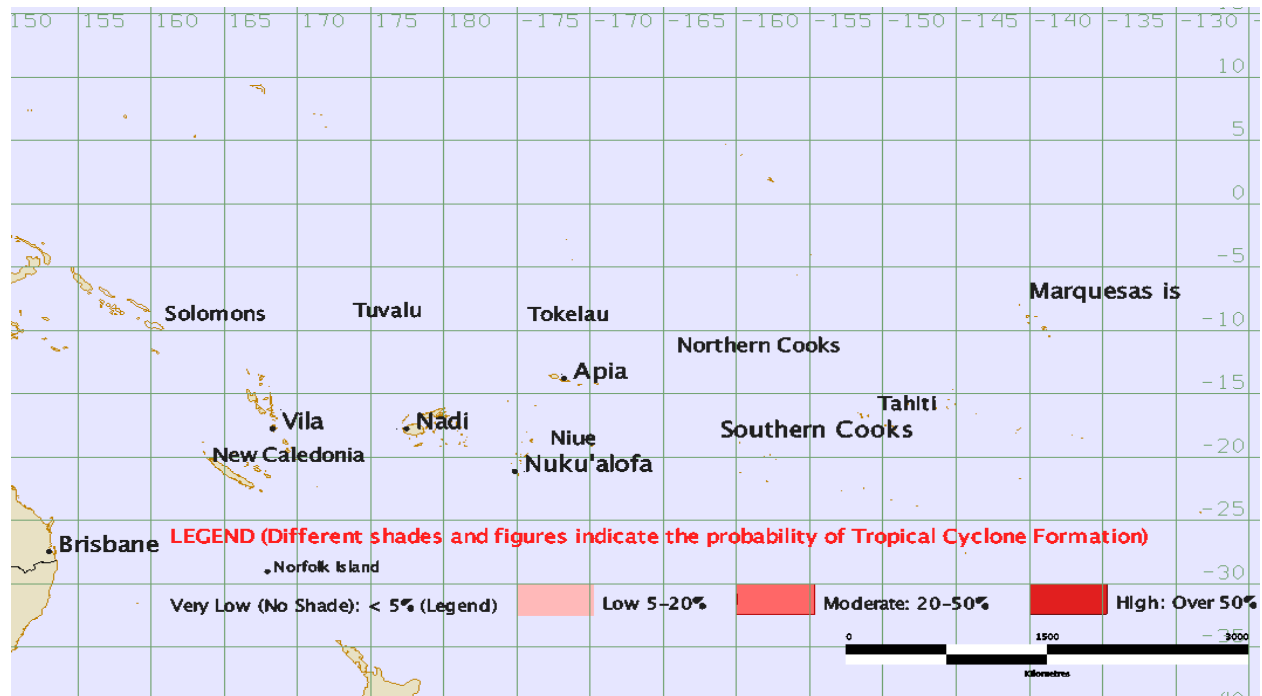 150 155 160 165 170 175 180 -175 -170 -165 -160 -155 -150 -145 -140 -135 -130
10
5
0
-5
Marquesas is
Solomons Tuvalu Tokelau
-10
Northern Cooks
Apia
-15
Tahiti
Vila Nadi Southern Cooks
Niue
-20
New Caledonia Nuku'alofa
-25
LEGEND (Different shades and figures indicate the probability of Tropical Cyclone Formation)
Brisbane
Norfolk Island
-30
Very Low (No Shade): < 5% (Legend) Low 5-20% Moderate: 20-50% High: Over 50%
-35
0 1500 3000
Kilometres